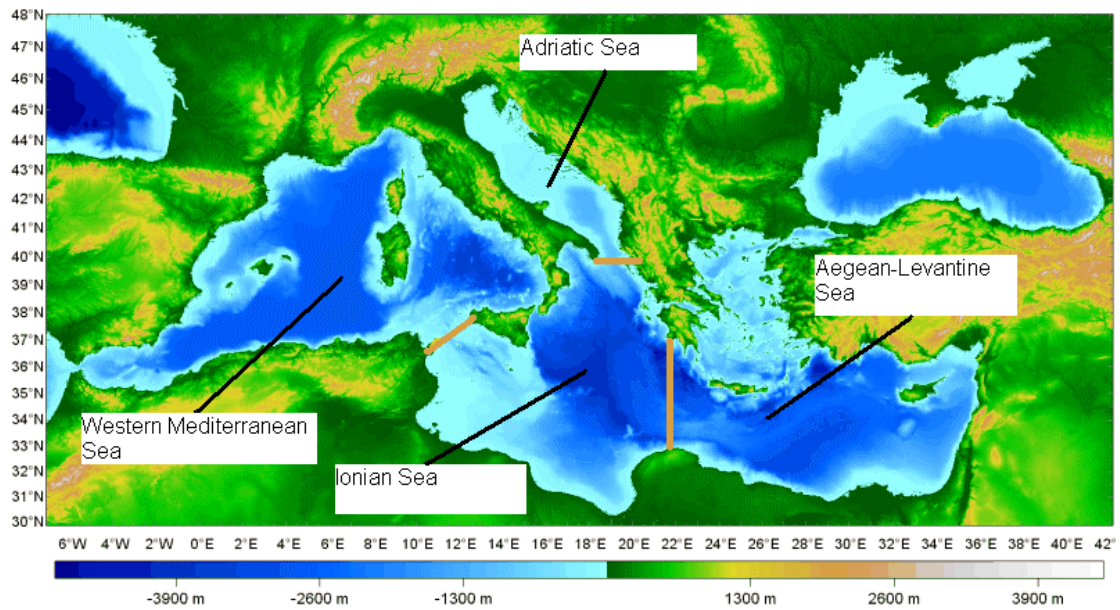 48°N
47°N
46°N
45°N
44°N
43°N
42°N
41°N
40°N
39°N
38°N
37°N
36°N
35°N
34°N
33°N
32°N
31°N
30°N
Adriatic Sea
Aegean-Levantine
Sea
Western Mediterranean
Sea
Ionian Sea
6°W 4°W 2°W 0°E 2°E 4°E 6°E 8°E 10°E 12°E 14°E 16°E 18°E 20°E 22°E 24°E 26°E 28°E 30°E 32°E 34°E 36°E 38°E 40°E 42°
-3900 m -2600 m -1300 m 1300 m 2600 m 3900 m